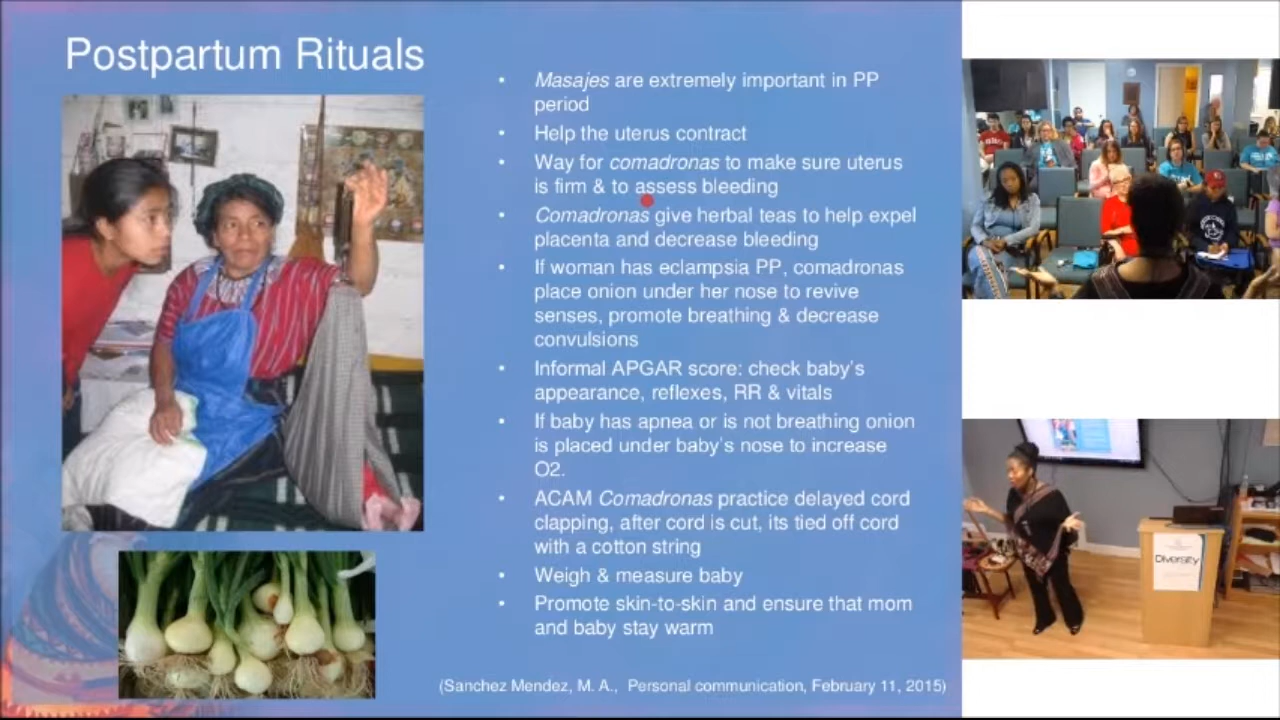 Postpartum Rituals
• Masajes are extremely important in PP
period
• Help the uterus contract
• Way for comadronas to make sure uterus
is firm & to assess bleeding
• Comadronas give herbal teas to help expel
placenta and decrease bleeding
• If woman has eclampsia PP, comadronas
place onion under her nose to revive
senses, promote breathing & decrease
convulsions
• Informal APGAR score: check baby's
appearance, reflexes, RR & vitals
• If baby has apnea or is not breathing onion
is placed under baby's nose to increase
O2.
• ACAM Comadronas practice delayed cord
clapping, after cord is cut, its tied off cord
with a cotton string
• Weigh & measure baby
• Promote skin-to-skin and ensure that mom
and baby stay warm
(Sanchez Mendez, M. A., Personal communication, February 11, 2015)
Diversity